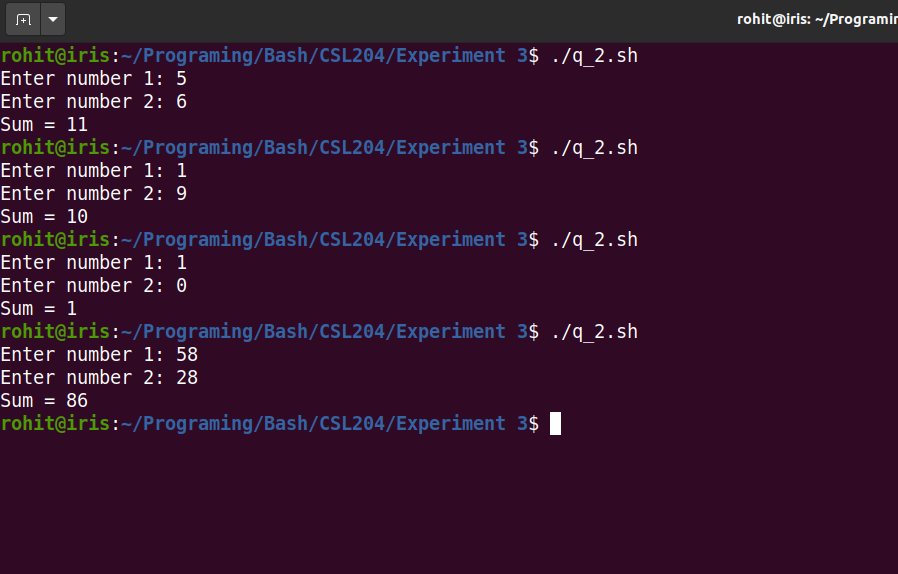 rohit@iris: ~/Programin
rohit@iris:~/Programing/Bash/CSL204/Experiment 3$ ./q_2.sh
Enter number 1: 5
Enter number 2: 6
Sum = 11
rohit@iris:~/Programing/Bash/CSL204/Experiment 3$ ./q_2.sh
Enter number 1: 1
Enter number 2: 9
Sum = 10
rohit@iris:~/Programing/Bash/CSL204/Experiment 3$ ./q_2.sh
Enter number 1: 1
Enter number 2: 0
Sum = 1
rohit@iris:~/Programing/Bash/CSL204/Experiment 3$ ./q_2.sh
Enter number 1: 58
Enter number 2: 28
Sum = 86
rohit@iris:~/Programing/Bash/CSL204/Experiment 3$